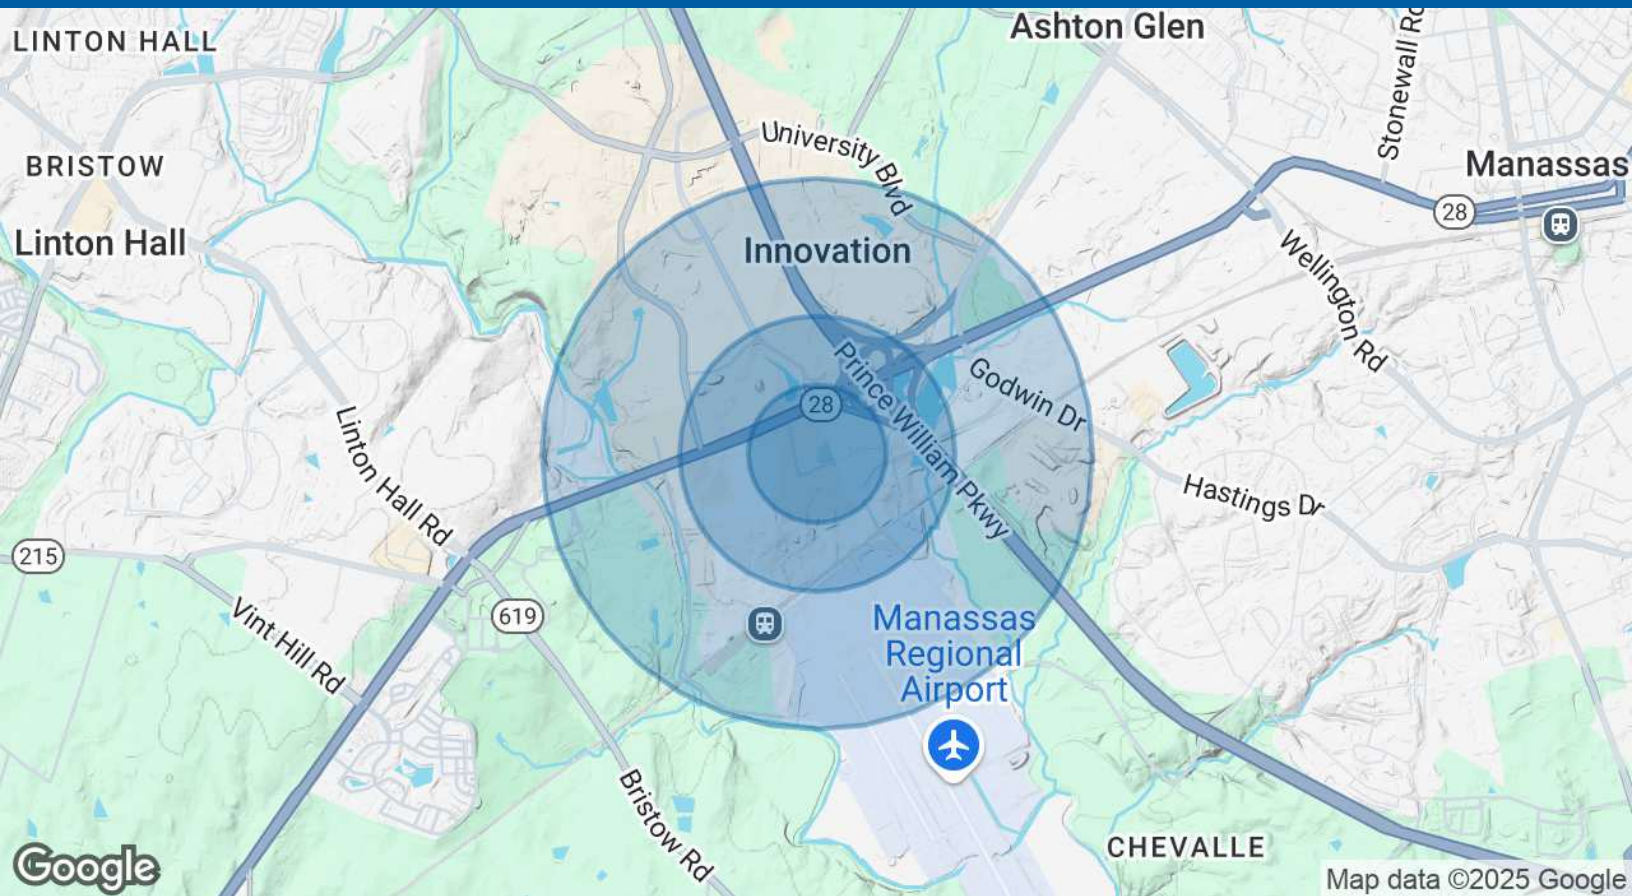 Ashton Glen
LINTON HALL
Stonewall Rd
University Blvd
BRISTOW
Manassas
28
Linton Hall
Innovation
Wellington Rd
Prince William Pkwy
Godwin Dr
28
Linton Hall Rd
Hastings Dr
215
619
Vint Hill Rd
Manassas
Regional
Airport
Bristow Rd
CHEVALLE
Google
Map data ©2025 Google